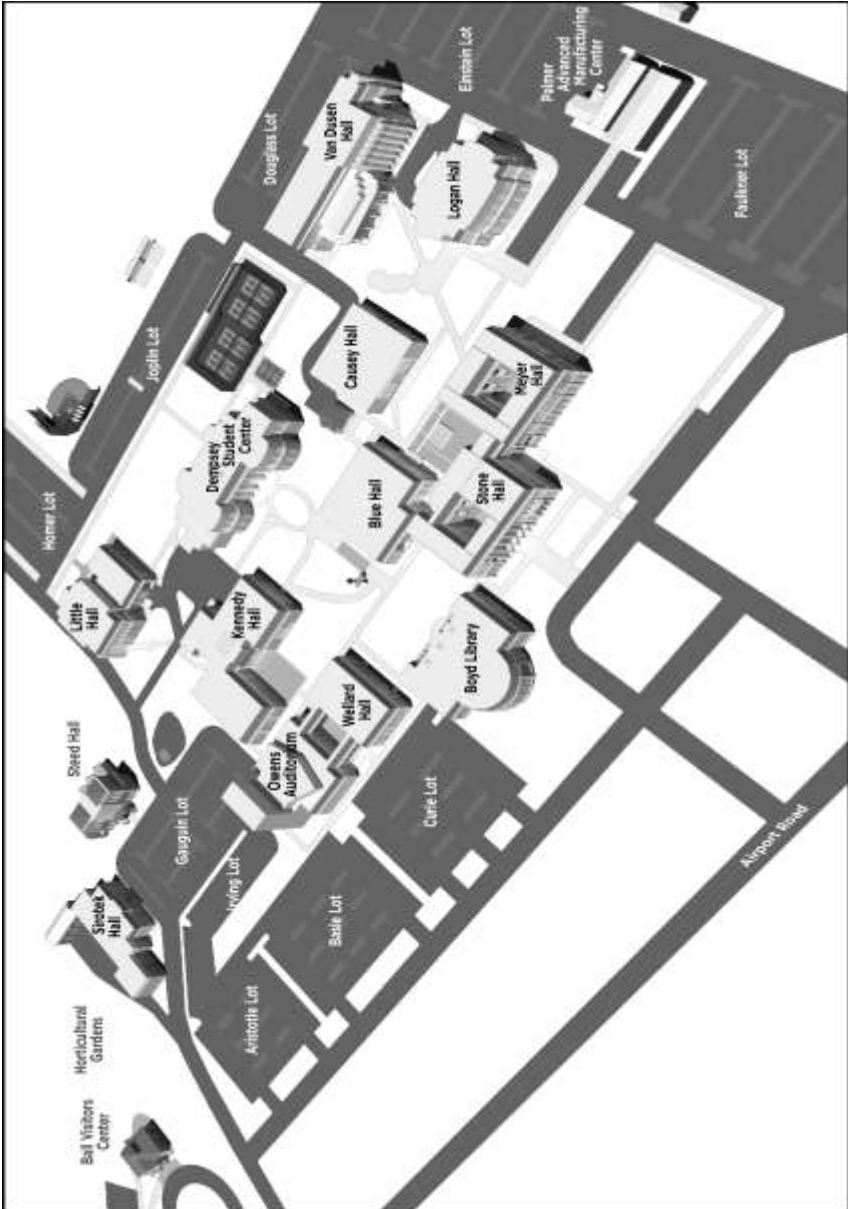 Ball Visitors
Center
Horticultural
Gardens
Sirotek
Hall
Steed Hall
Little
Hall
Homer Lot
Joplin Lot
Douglass Lot
Van Dusen
Hall
Einstein Lot
Palmer
Advanced
Manufacturing
Center
Gauguin Lot
Irving Lot
Kennedy
Hall
Dempsey
Student
Center
Causey Hall
Logan Hall
Aristotle Lot
Basie Lot
Owens
Auditorium
Wellard
Hall
Blue Hall
Curie Lot
Boyd Library
Stone
Hall
Meyer
Hall
Faulkner Lot
Airport Road